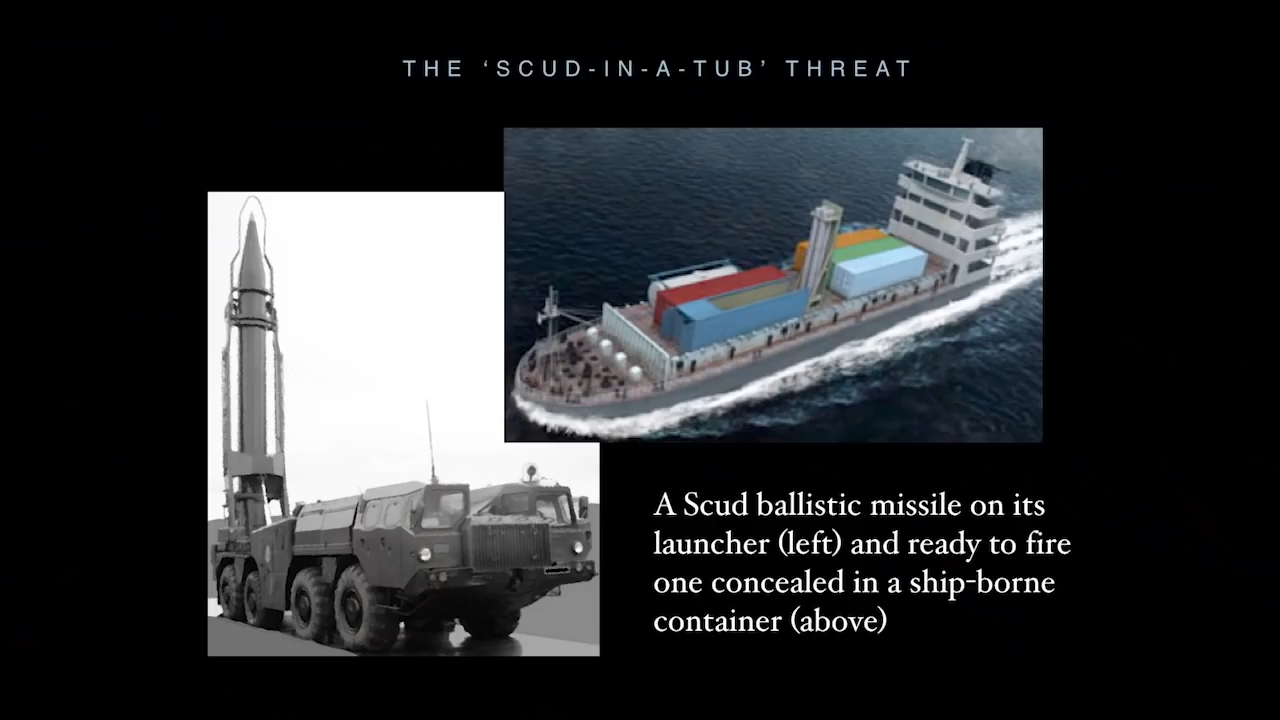 THE ‘SCUD-IN-A-TUB’ THREAT
A Scud ballistic missile on its
launcher (left) and ready to fire
one concealed in a ship-borne
container (above)